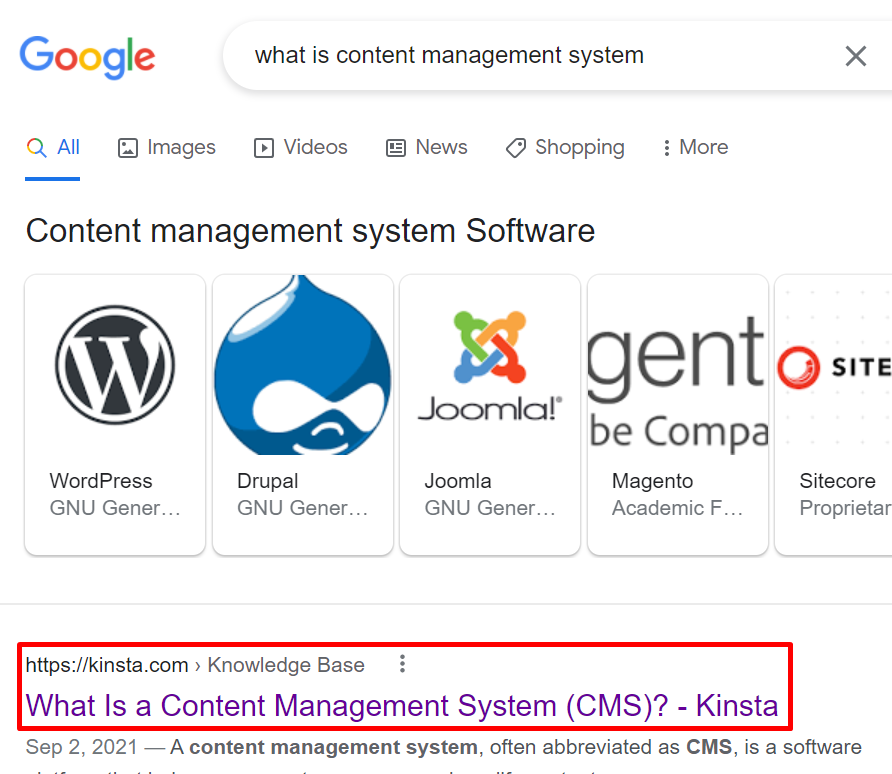 Google
what is content management system
All
Images
Videos
News
Shopping
More
Content management system Software
W
Joomla!®
gent
be Compa
SITE
WordPress
GNU Gener…
Drupal
GNU Gener…
Joomla
GNU Gener…
Magento
Academic F…
Sitecore
Proprietar
https://kinsta.com › Knowledge Base
What Is a Content Management System (CMS)? - Kinsta
Sep 2, 2021 — A content management system, often abbreviated as CMS, is a software